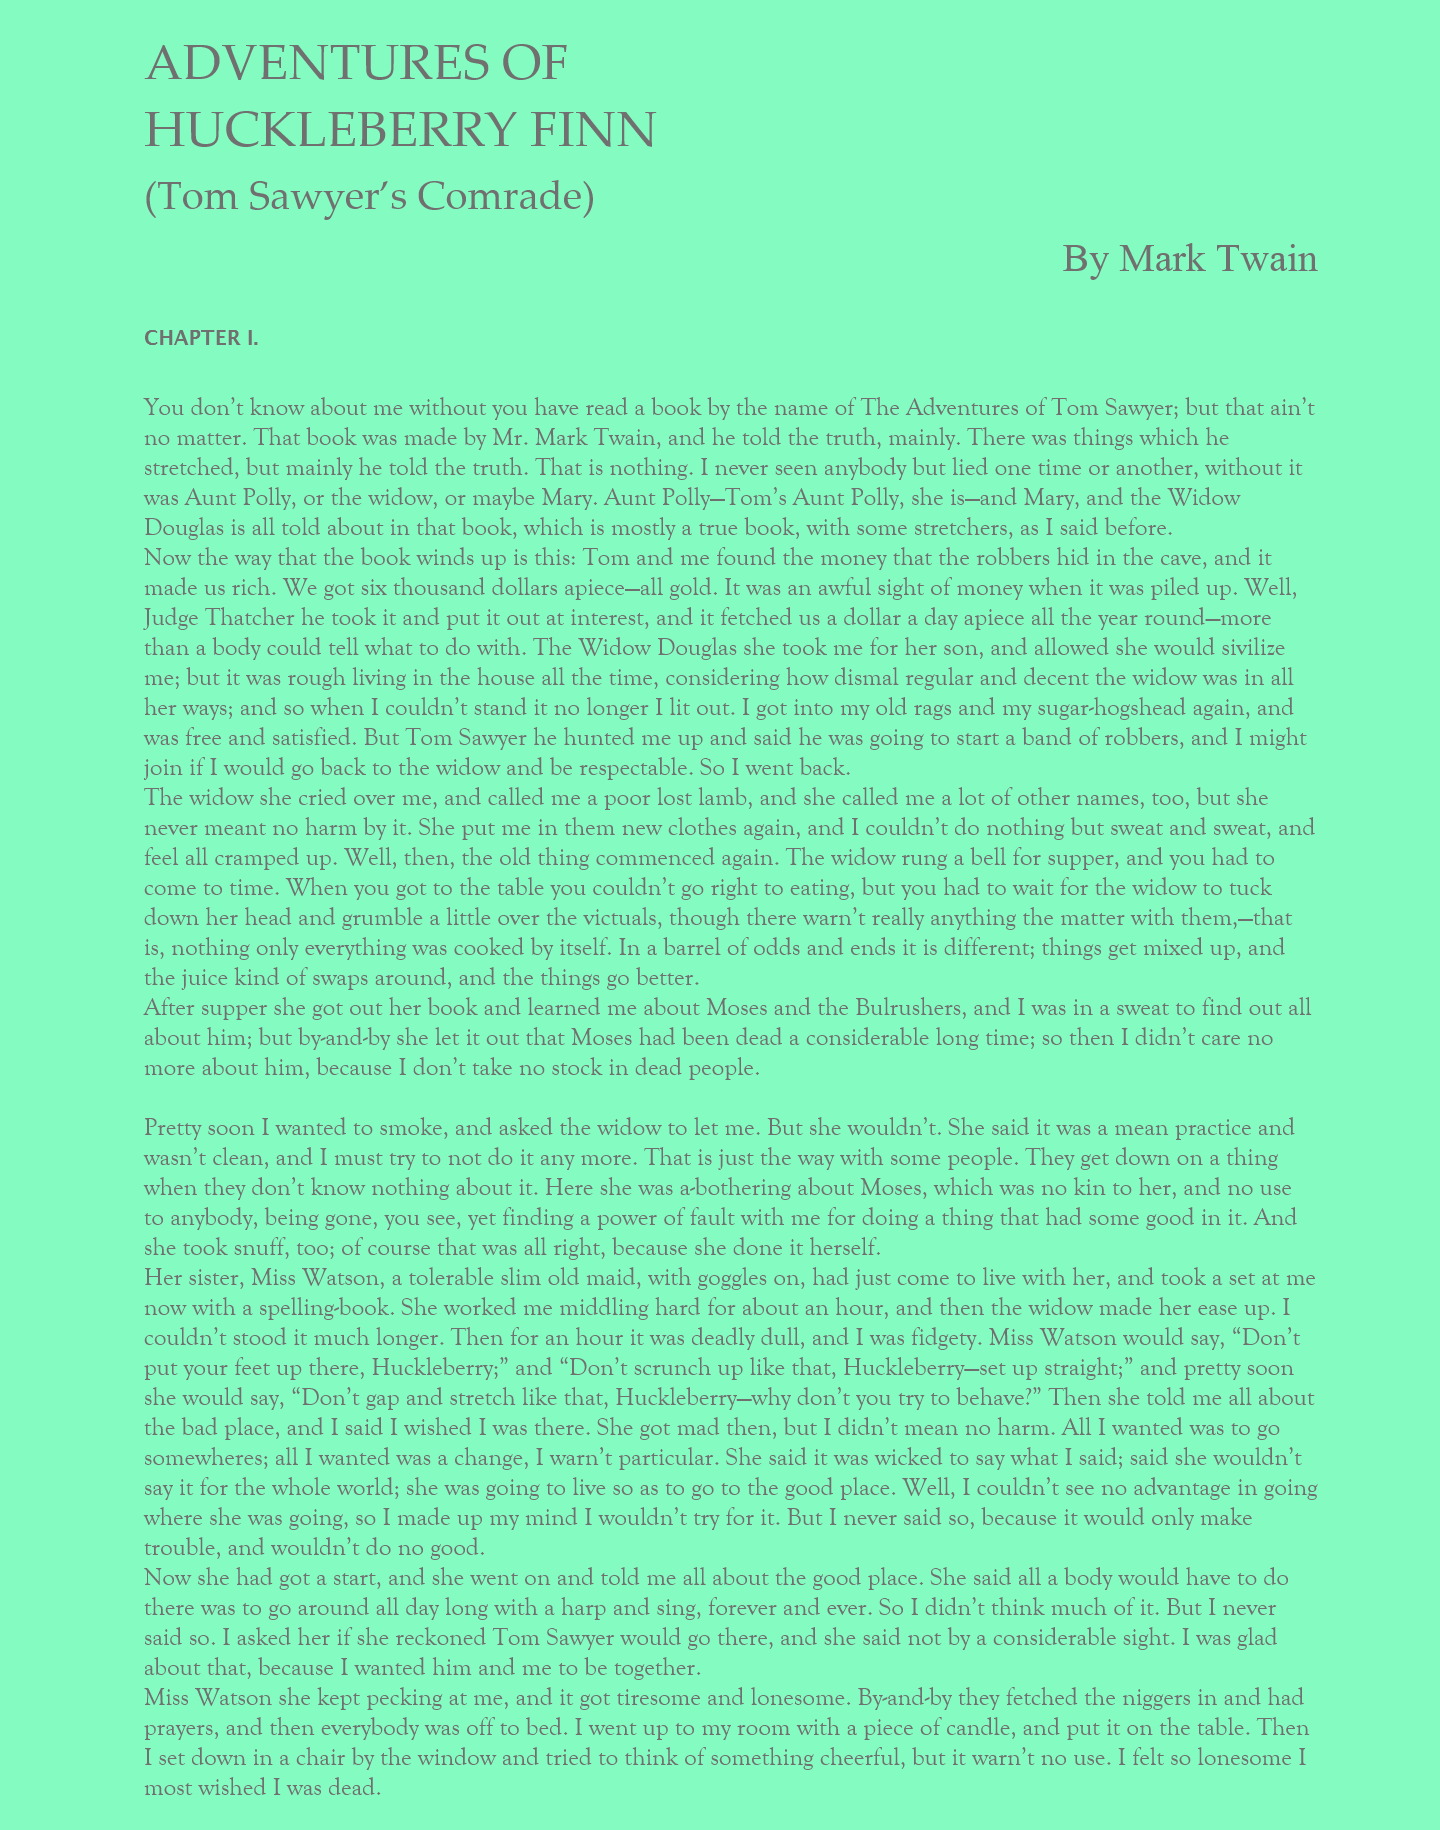 ADVENTURES OF
HUCKLEBERRY FINN
(Tom Sawyer’s Comrade)
By Mark Twain
CHAPTER I.
You don’t know about me without you have read a book by the name of The Adventures of Tom Sawyer; but that ain’t
no matter. That book was made by Mr. Mark Twain, and he told the truth, mainly. There was things which he
stretched, but mainly he told the truth. That is nothing. I never seen anybody but lied one time or another, without it
was Aunt Polly, or the widow, or maybe Mary. Aunt Polly—Tom’s Aunt Polly, she is—and Mary, and the Widow
Douglas is all told about in that book, which is mostly a true book, with some stretchers, as I said before.
Now the way that the book winds up is this: Tom and me found the money that the robbers hid in the cave, and it
made us rich. We got six thousand dollars apiece—all gold. It was an awful sight of money when it was piled up. Well,
Judge Thatcher he took it and put it out at interest, and it fetched us a dollar a day apiece all the year round—more
than a body could tell what to do with. The Widow Douglas she took me for her son, and allowed she would sivilize
me; but it was rough living in the house all the time, considering how dismal regular and decent the widow was in all
her ways; and so when I couldn’t stand it no longer I lit out. I got into my old rags and my sugar-hogshead again, and
was free and satisfied. But Tom Sawyer he hunted me up and said he was going to start a band of robbers, and I might
join if I would go back to the widow and be respectable. So I went back.
The widow she cried over me, and called me a poor lost lamb, and she called me a lot of other names, too, but she
never meant no harm by it. She put me in them new clothes again, and I couldn’t do nothing but sweat and sweat, and
feel all cramped up. Well, then, the old thing commenced again. The widow rung a bell for supper, and you had to
come to time. When you got to the table you couldn’t go right to eating, but you had to wait for the widow to tuck
down her head and grumble a little over the victuals, though there warn’t really anything the matter with them,—that
is, nothing only everything was cooked by itself. In a barrel of odds and ends it is different; things get mixed up, and
the juice kind of swaps around, and the things go better.
After supper she got out her book and learned me about Moses and the Bulrushers, and I was in a sweat to find out all
about him; but by-and-by she let it out that Moses had been dead a considerable long time; so then I didn’t care no
more about him, because I don’t take no stock in dead people.
Pretty soon I wanted to smoke, and asked the widow to let me. But she wouldn’t. She said it was a mean practice and
wasn’t clean, and I must try to not do it any more. That is just the way with some people. They get down on a thing
when they don’t know nothing about it. Here she was a-bothering about Moses, which was no kin to her, and no use
to anybody, being gone, you see, yet finding a power of fault with me for doing a thing that had some good in it. And
she took snuff, too; of course that was all right, because she done it herself.
Her sister, Miss Watson, a tolerable slim old maid, with goggles on, had just come to live with her, and took a set at me
now with a spelling-book. She worked me middling hard for about an hour, and then the widow made her ease up. I
couldn’t stood it much longer. Then for an hour it was deadly dull, and I was fidgety. Miss Watson would say, “Don’t
put your feet up there, Huckleberry;” and “Don’t scrunch up like that, Huckleberry—set up straight;” and pretty soon
she would say, “Don’t gap and stretch like that, Huckleberry—why don’t you try to behave?” Then she told me all about
the bad place, and I said I wished I was there. She got mad then, but I didn’t mean no harm. All I wanted was to go
somewheres; all I wanted was a change, I warn’t particular. She said it was wicked to say what I said; said she wouldn’t
say it for the whole world; she was going to live so as to go to the good place. Well, I couldn’t see no advantage in going
where she was going, so I made up my mind I wouldn’t try for it. But I never said so, because it would only make
trouble, and wouldn’t do no good.
Now she had got a start, and she went on and told me all about the good place. She said all a body would have to do
there was to go around all day long with a harp and sing, forever and ever. So I didn’t think much of it. But I never
said so. I asked her if she reckoned Tom Sawyer would go there, and she said not by a considerable sight. I was glad
about that, because I wanted him and me to be together.
Miss Watson she kept pecking at me, and it got tiresome and lonesome. By-and-by they fetched the niggers in and had
prayers, and then everybody was off to bed. I went up to my room with a piece of candle, and put it on the table. Then
I set down in a chair by the window and tried to think of something cheerful, but it warn’t no use. I felt so lonesome I
most wished I was dead.